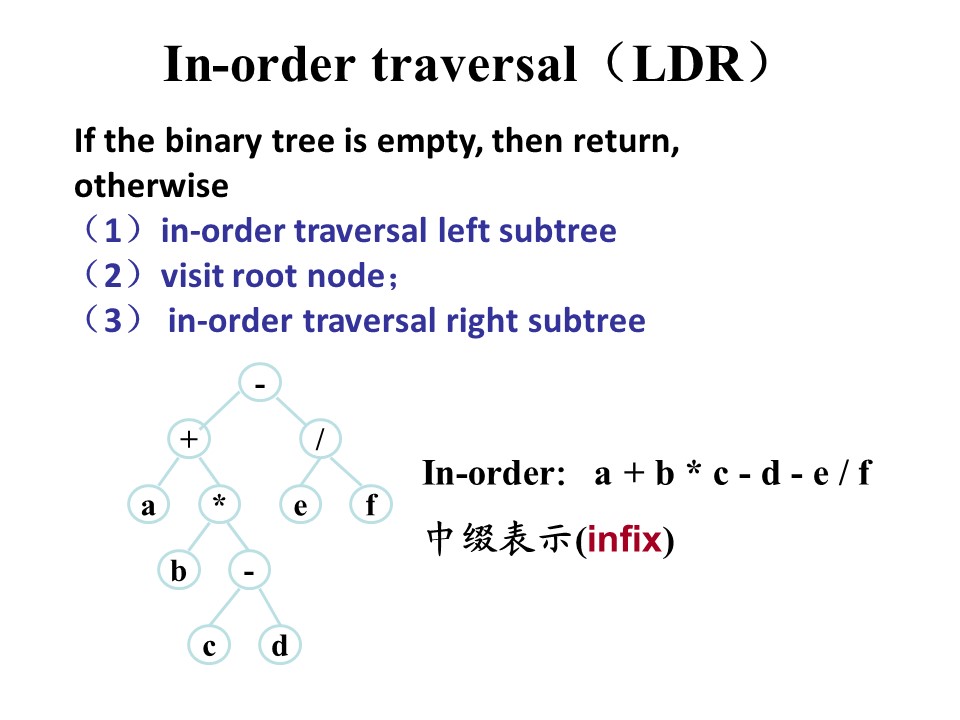 In-order traversal（LDR）
If the binary tree is empty, then return,
otherwise
（1）in-order traversal left subtree
（2）visit root node；
（3） in-order traversal right subtree
-
+ /
a * e f
b -
c d
In-order: a + b * c - d - e / f
中缀表示(infix)